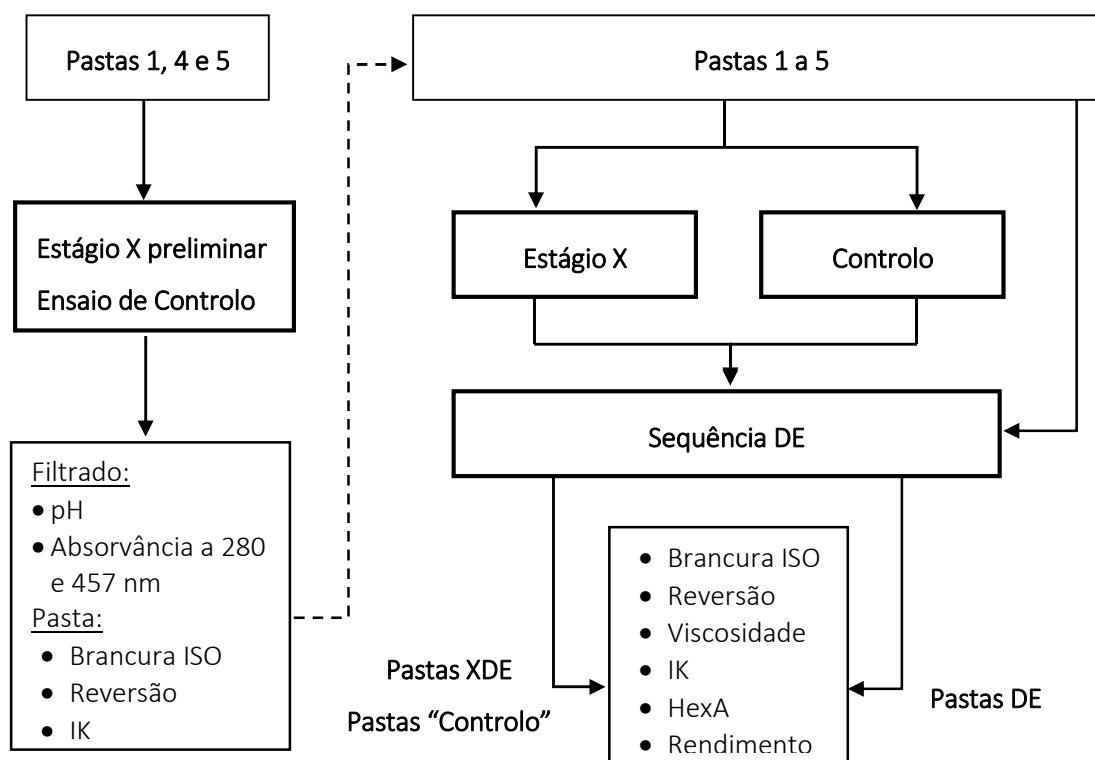 Pastas 1, 4 e 5
Estágio X preliminar
Ensaio de Controlo
Filtrado:
• pH
• Absorvância a 280
e 457 nm
Pasta:
• Brancura ISO
• Reversão
• IK
Pastas 1 a 5
Estágio X
Controlo
Sequência DE
Pastas XDE
Pastas “Controlo”
• Brancura ISO
• Reversão
• Viscosidade
• IK
• HexA
• Rendimento
Pastas DE